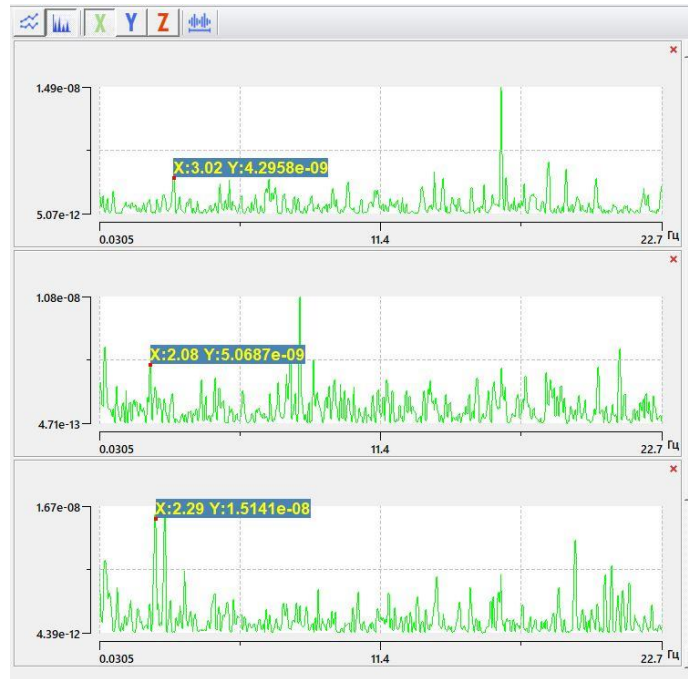 X Y Z
1.49e-08
X:3.02 Y:4.2958e-09
5.07e-12
0.0305 11.4 22.7 Гц
1.08e-08
X:2.08 Y:5.0687e-09
4.71e-13
0.0305 11.4 22.7 Гц
1.67e-08
X:2.29 Y:1.5141e-08
4.39e-12
0.0305 11.4 22.7 Гц